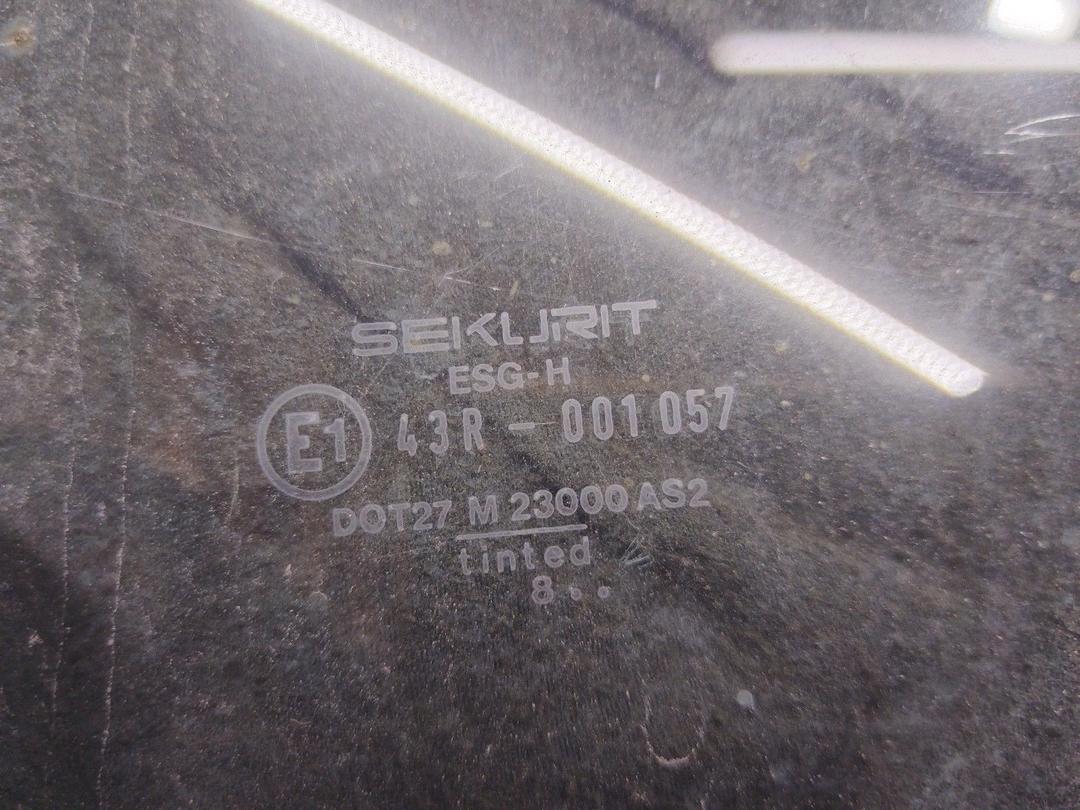 SEKURIT
ESG-H
E1 43R - 001057
DOT27 M 23000 AS2
tinted
8..